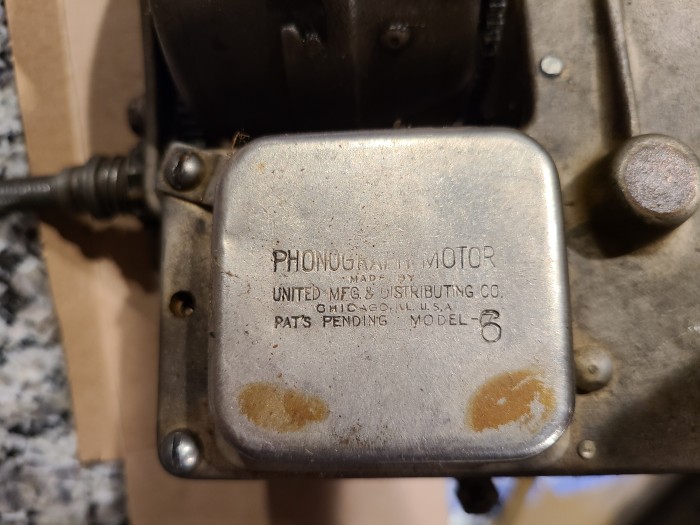 PHONOGRAPH MOTOR
MADE BY
UNITED MFG. & DISTRIBUTING CO.
CHICAGO, ILL. U.S.A.
PAT'S PENDING MODEL-6